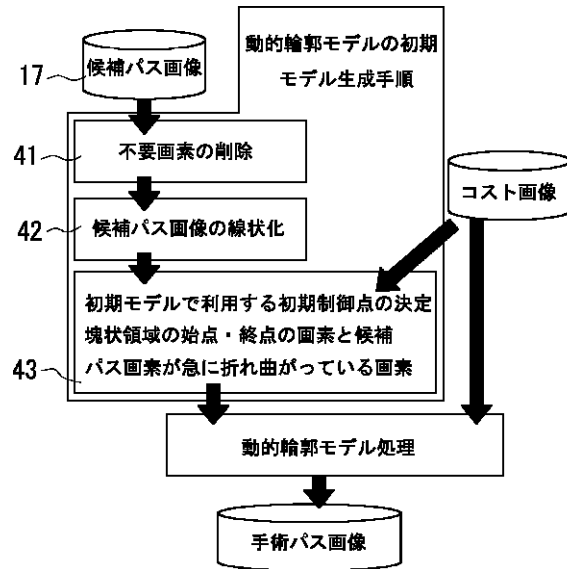 候補パス画像
17
動的輪郭モデルの初期
モデル生成手順
41
不要画素の削除
コスト画像
42
候補パス画像の線状化
初期モデルで利用する初期制御点の決定
塊状領域の始点・終点の画素と候補
パス画素が急に折れ曲がっている画素
43
動的輪郭モデル処理
手術パス画像